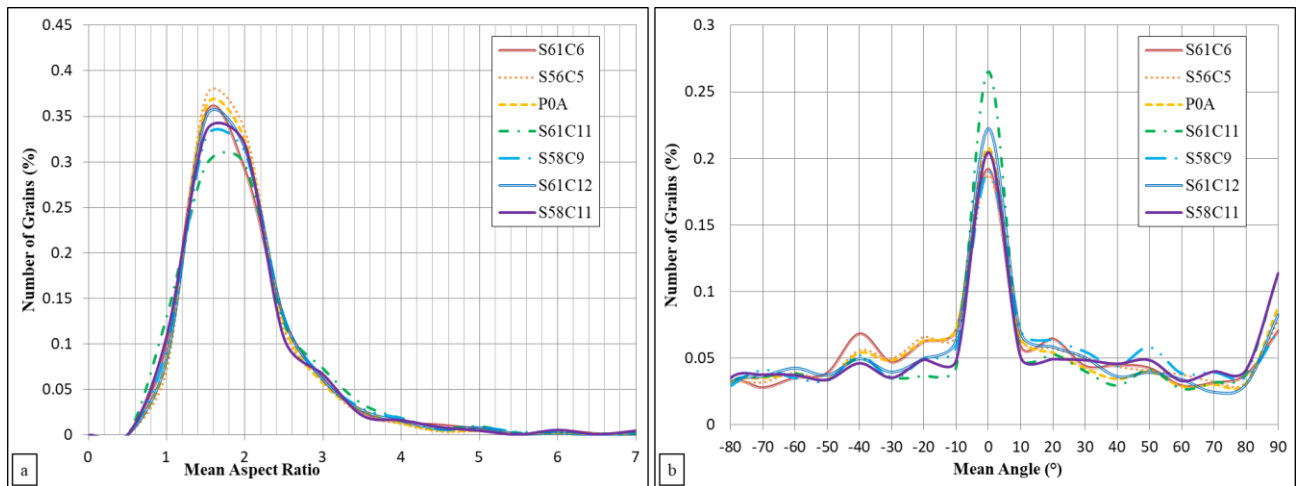 0.45
0.4
0.35
0.3
0.25
0.2
0.15
0.1
0.05
0
Number of Grains (%)
0 1 2 3 4 5 6 7
Mean Aspect Ratio
S61C6
S56C5
P0A
S61C11
S58C9
S61C12
S58C11
a
0.3
0.25
0.2
0.15
0.1
0.05
0
Number of Grains (%)
-80 -70 -60 -50 -40 -30 -20 -10 0 10 20 30 40 50 60 70 80 90
Mean Angle (°)
S61C6
S56C5
P0A
S61C11
S58C9
S61C12
S58C11
b